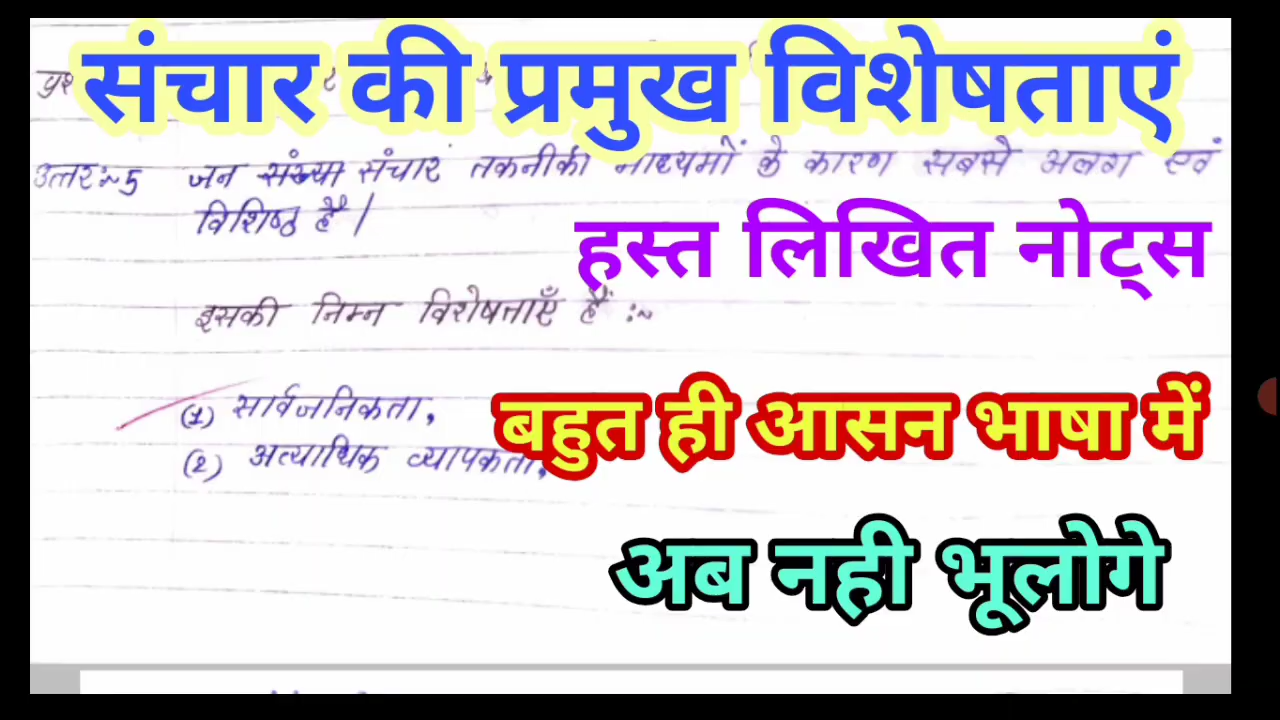 संचार की प्रमुख विशेषताएं
उत्तर:~5 जन संख्या संचार तकनीकी माध्यमों के कारण सबसे अलग एवं
विशिष्ठ है।
हस्त लिखित नोट्स
इसकी निम्न विशेषताएँ हैं :~
(1) सार्वजनिकता,
बहुत ही आसन भाषा में
(2) अत्याधिक व्यापकता,
अब नही भूलोगे